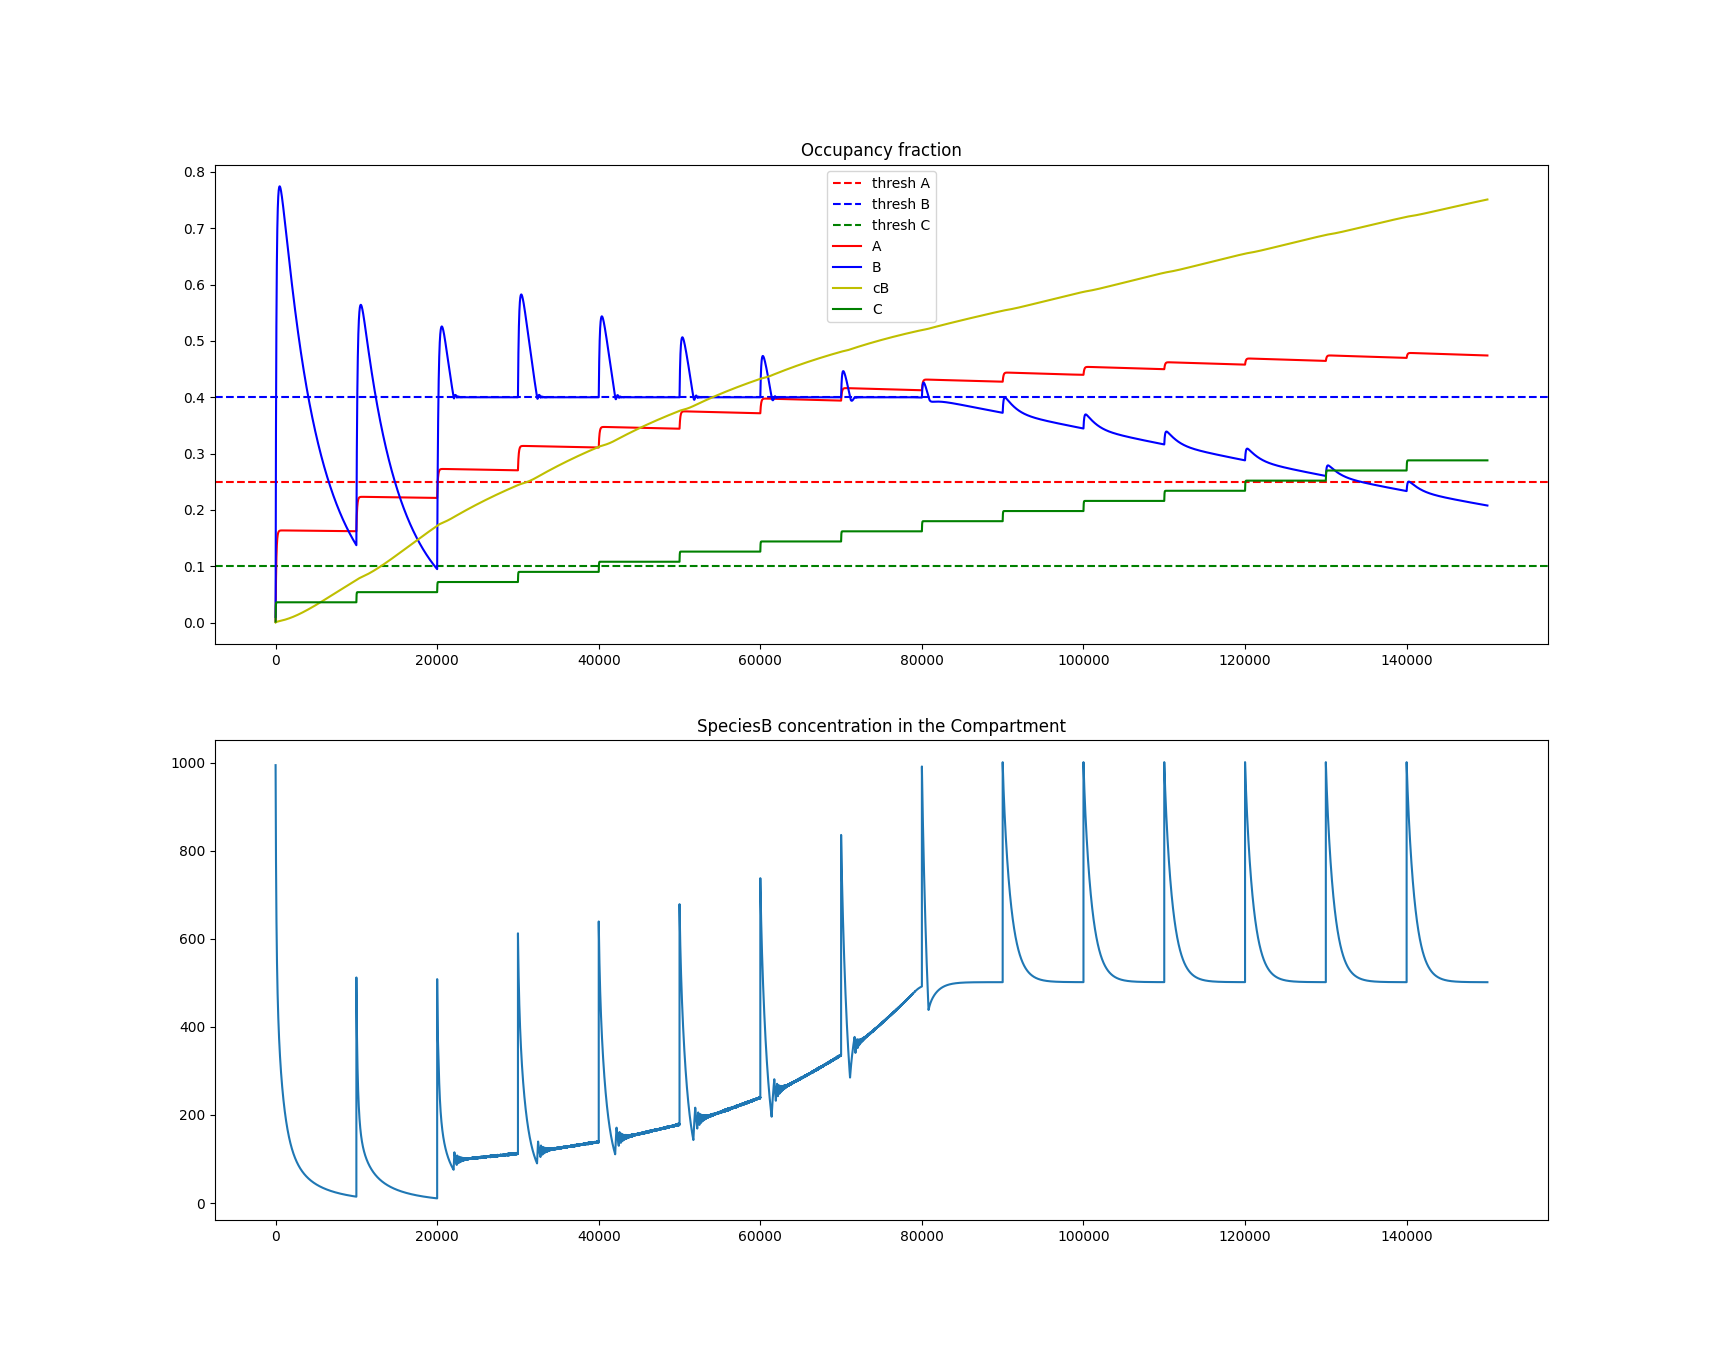 Occupancy fraction
0.8
0.7
0.6
0.5
0.4
0.3
0.2
0.1
0.0
thresh A
thresh B
thresh C
A
B
cB
C
0 20000 40000 60000 80000 100000 120000 140000
SpeciesB concentration in the Compartment
1000
800
600
400
200
0
0 20000 40000 60000 80000 100000 120000 140000